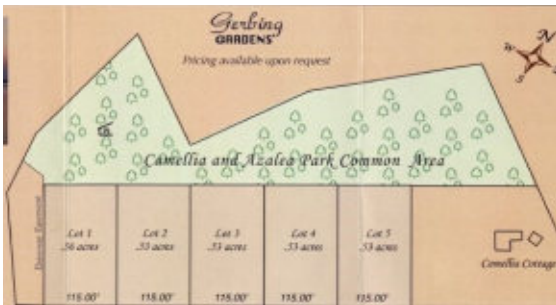 Gerbing
GARDENS
Pricing available upon request
N
W
S
Camellia and Azalea Park Common Area
Lot 1
.56 acres
Lot 2
.53 acres
Lot 3
.53 acres
Lot 4
.53 acres
Lot 5
.53 acres
Camellia Cottage
115.00'
115.00'
115.00'
115.00'
115.00'